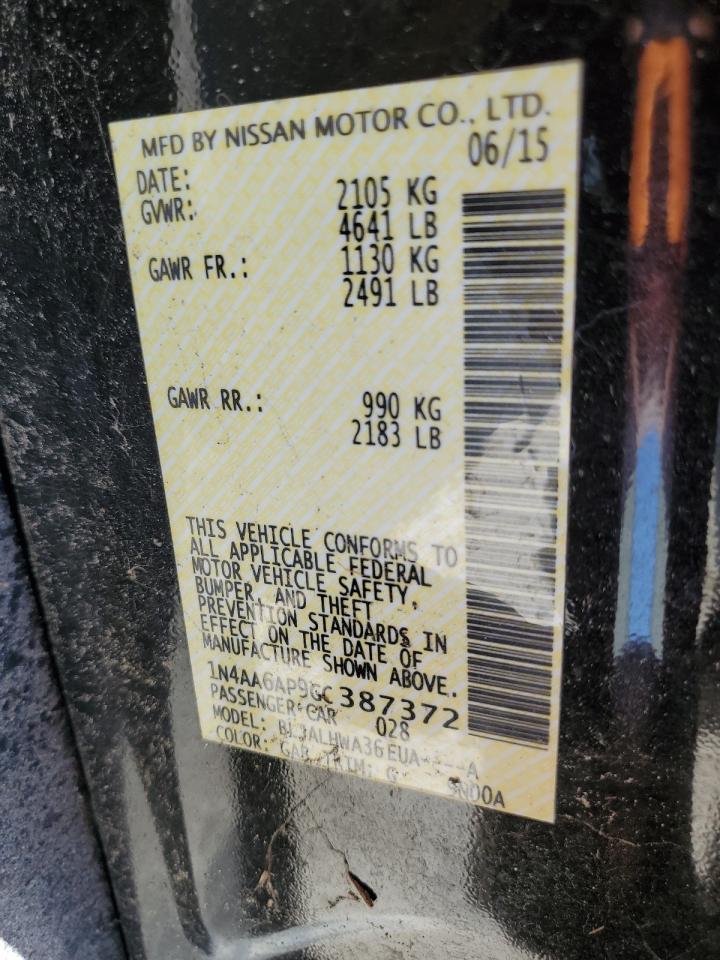 MFD BY NISSAN MOTOR CO., LTD.
DATE: 06/15
GVWR: 2105 KG
4641 LB
GAWR FR.: 1130 KG
2491 LB
GAWR RR.: 990 KG
2183 LB
THIS VEHICLE CONFORMS TO
ALL APPLICABLE FEDERAL
MOTOR VEHICLE SAFETY,
BUMPER, AND THEFT
PREVENTION STANDARDS IN
EFFECT ON THE DATE OF
MANUFACTURE SHOWN ABOVE.
1N4AA6AP9GC387372
PASSENGER CAR 028
MODEL:
COLOR: GAB TRIM: G